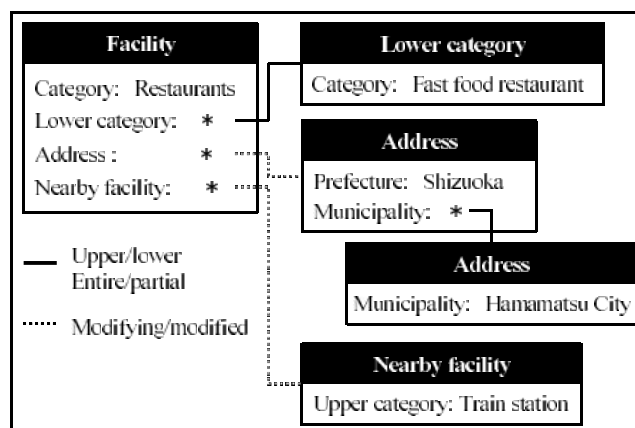 Facility
Category: Restaurants
Lower category: *
Address : *
Nearby facility: *
Upper/lower
Entire/partial
Modifying/modified
Lower category
Category: Fast food restaurant
Address
Prefecture: Shizuoka
Municipality: *
Address
Municipality: Hamamatsu City
Nearby facility
Upper category: Train station